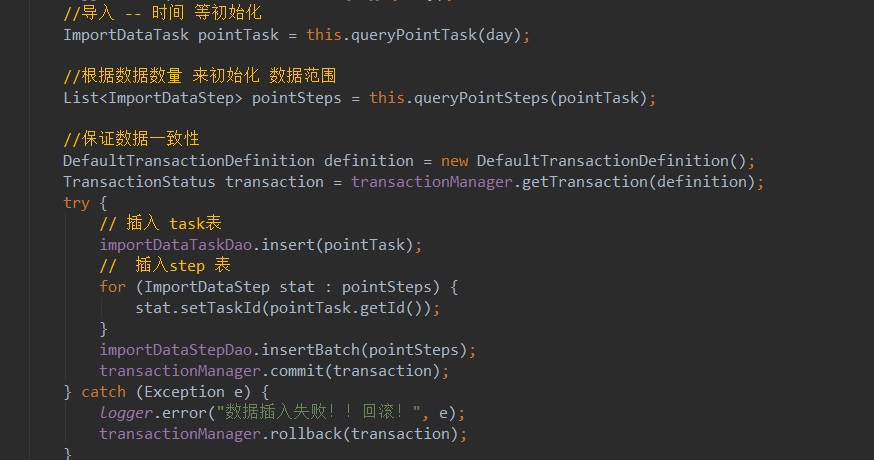 //导入 -- 时间 等初始化
ImportDataTask pointTask = this.queryPointTask(day);
//根据数据数量 来初始化 数据范围
List<ImportDataStep> pointSteps = this.queryPointSteps(pointTask);
//保证数据一致性
DefaultTransactionDefinition definition = new DefaultTransactionDefinition();
TransactionStatus transaction = transactionManager.getTransaction(definition);
try {
// 插入 task表
importDataTaskDao.insert(pointTask);
//  插入step 表
for (ImportDataStep stat : pointSteps) {
stat.setTaskId(pointTask.getId());
}
importDataStepDao.insertBatch(pointSteps);
transactionManager.commit(transaction);
} catch (Exception e) {
logger.error("数据插入失败！！回滚！", e);
transactionManager.rollback(transaction);
}